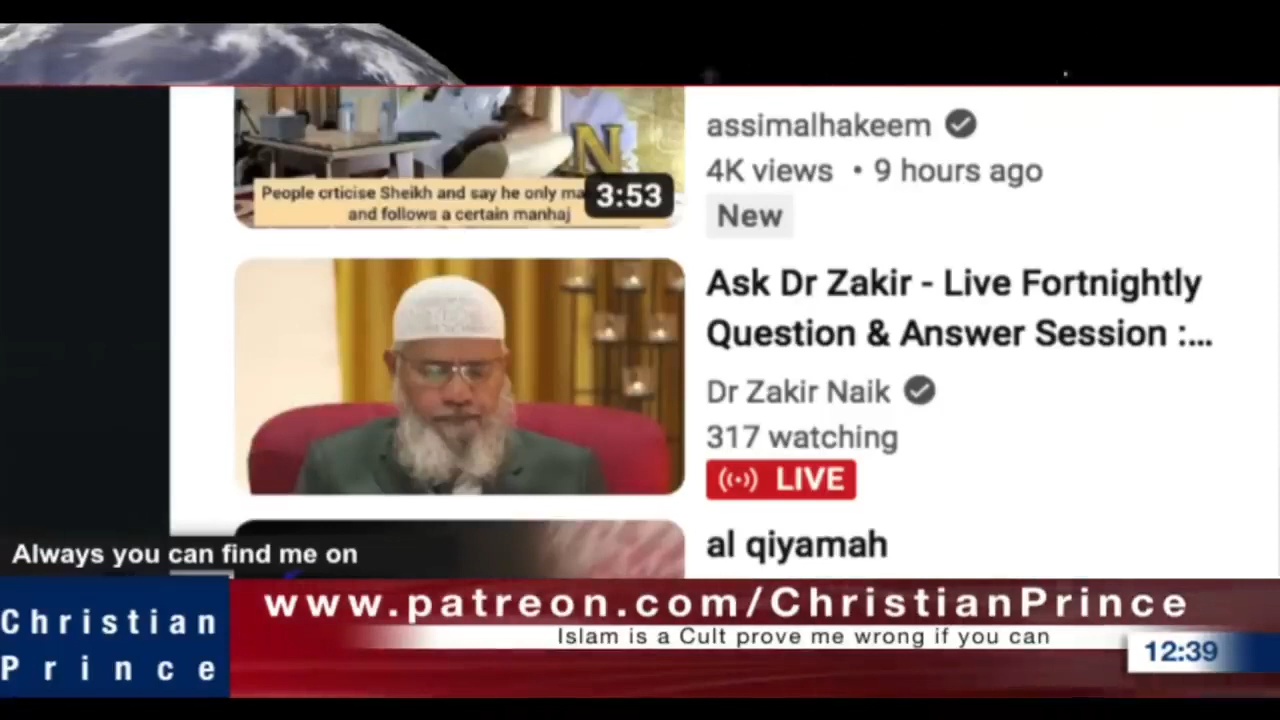 assimalhakeem
4K views • 9 hours ago
New
People crticise Sheikh and say he only ma
and follows a certain manhaj
3:53
N
Ask Dr Zakir - Live Fortnightly
Question & Answer Session :...
Dr Zakir Naik
317 watching
LIVE
al qiyamah
Always you can find me on
Christian
Prince
www.patreon.com/ChristianPrince
Islam is a Cult prove me wrong if you can
12:39